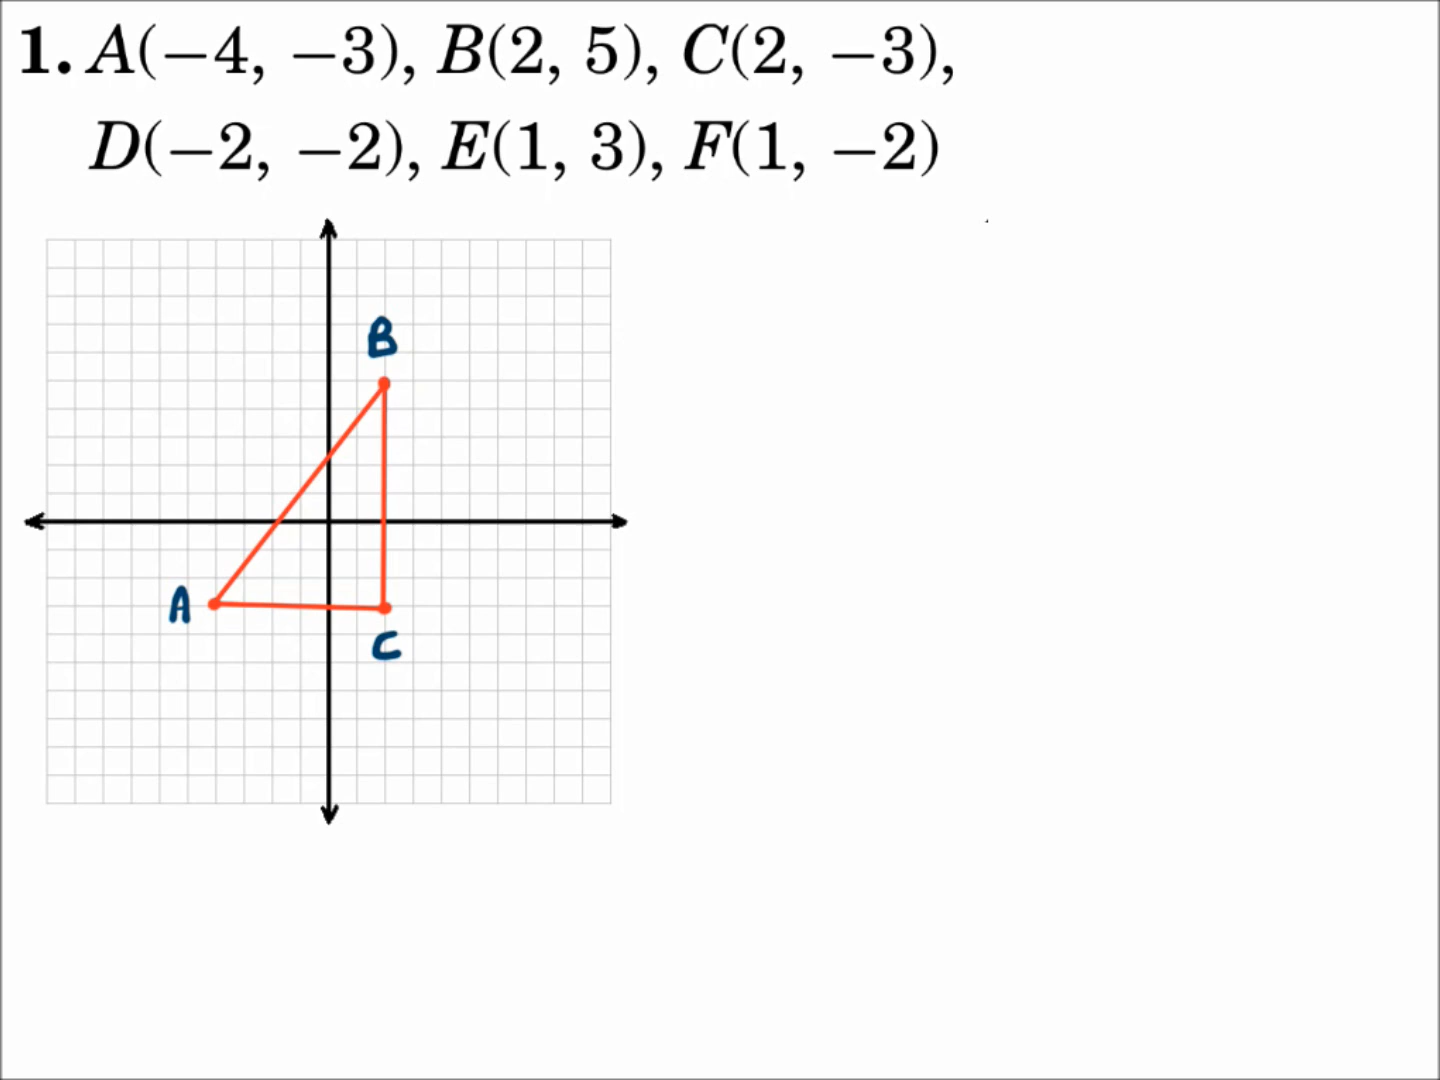 1. A(−4, −3), B(2, 5), C(2, −3),
D(−2, −2), E(1, 3), F(1, −2)
B
A
C